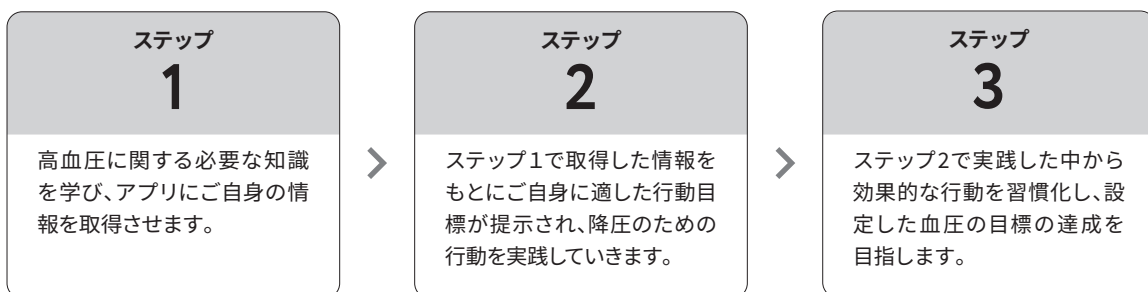 ステップ
1
高血圧に関する必要な知識
を学び、アプリにご自身の情
報を取得させます。
ステップ
2
ステップ1で取得した情報を
もとにご自身に適した行動目
標が提示され、降圧のための
行動を実践していきます。
ステップ
3
ステップ2で実践した中から
効果的な行動を習慣化し、設
定した血圧の目標の達成を
目指します。